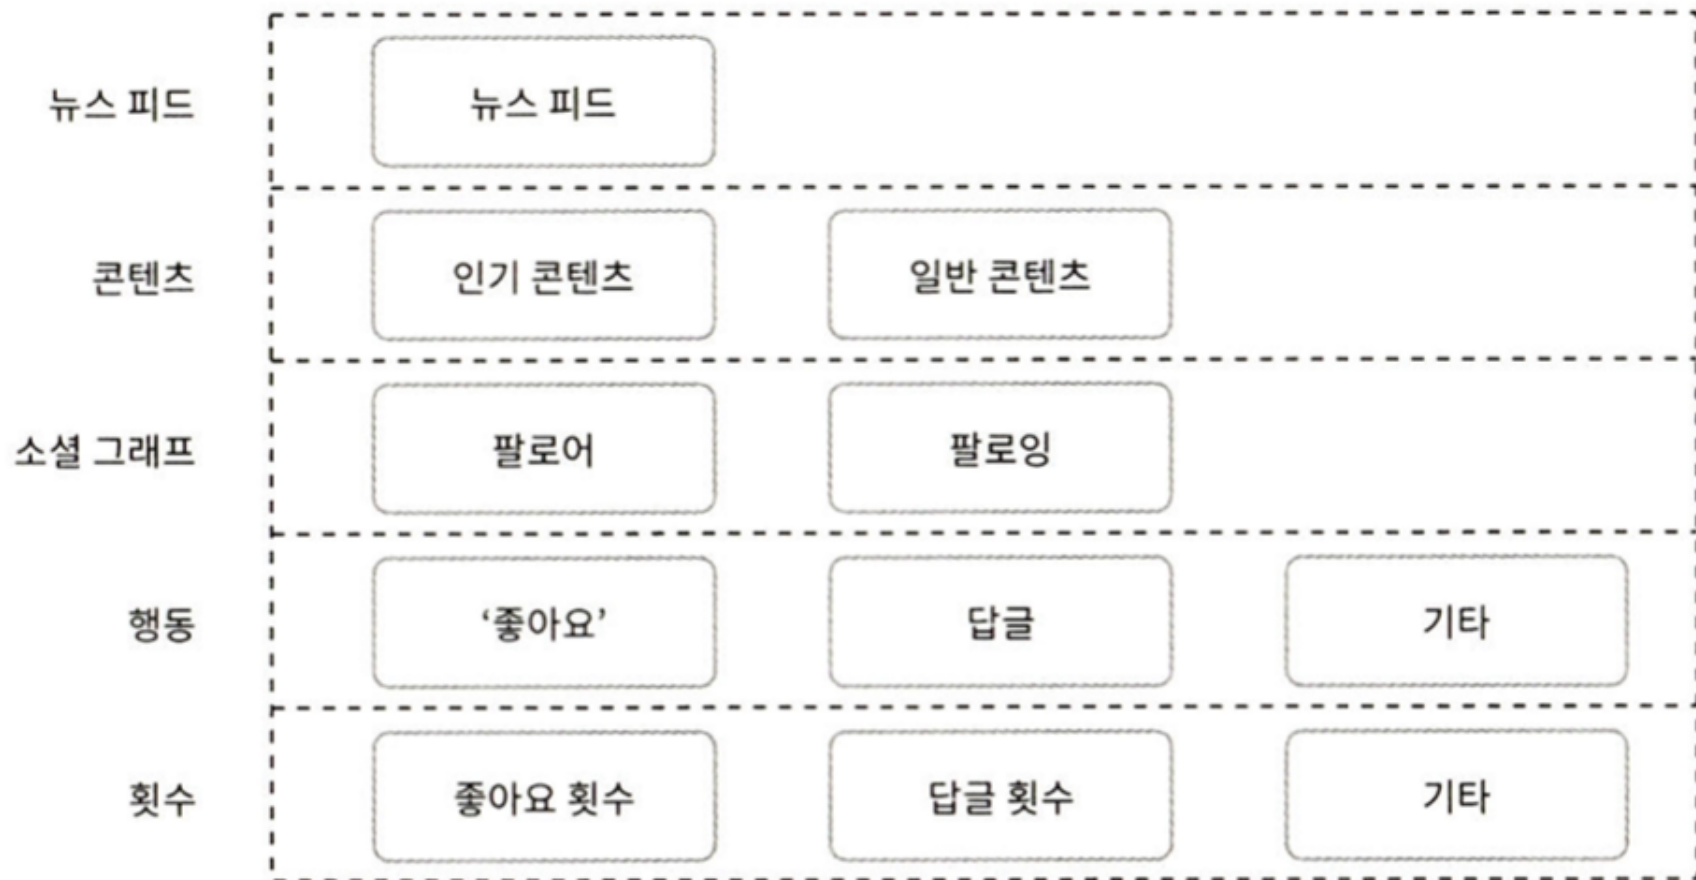 뉴스 피드 뉴스 피드
콘텐츠 인기 콘텐츠 일반 콘텐츠
소셜 그래프 팔로어 팔로잉
행동 ‘좋아요’ 답글 기타
횟수 좋아요 횟수 답글 횟수 기타